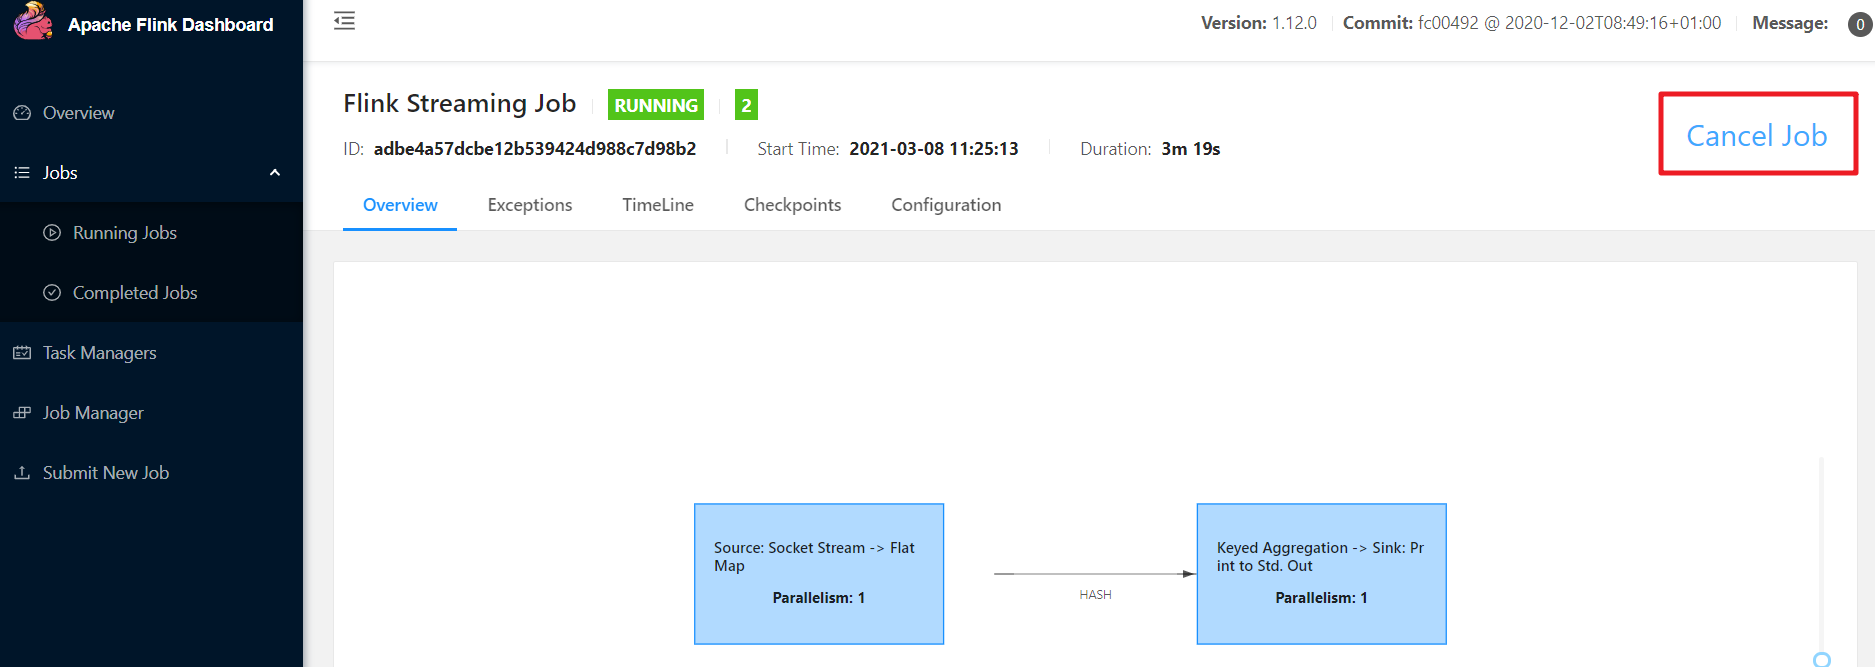 Apache Flink Dashboard
Version: 1.12.0 Commit: fc00492 @ 2020-12-02T08:49:16+01:00 Message: 0
Overview
Jobs
Running Jobs
Completed Jobs
Task Managers
Job Manager
Submit New Job
Flink Streaming Job RUNNING 2
Cancel Job
ID: adbe4a57dcbe12b539424d988c7d98b2 Start Time: 2021-03-08 11:25:13 Duration: 3m 19s
Overview Exceptions TimeLine Checkpoints Configuration
Source: Socket Stream -> Flat
Map
Parallelism: 1
HASH
Keyed Aggregation -> Sink: Pr
int to Std. Out
Parallelism: 1